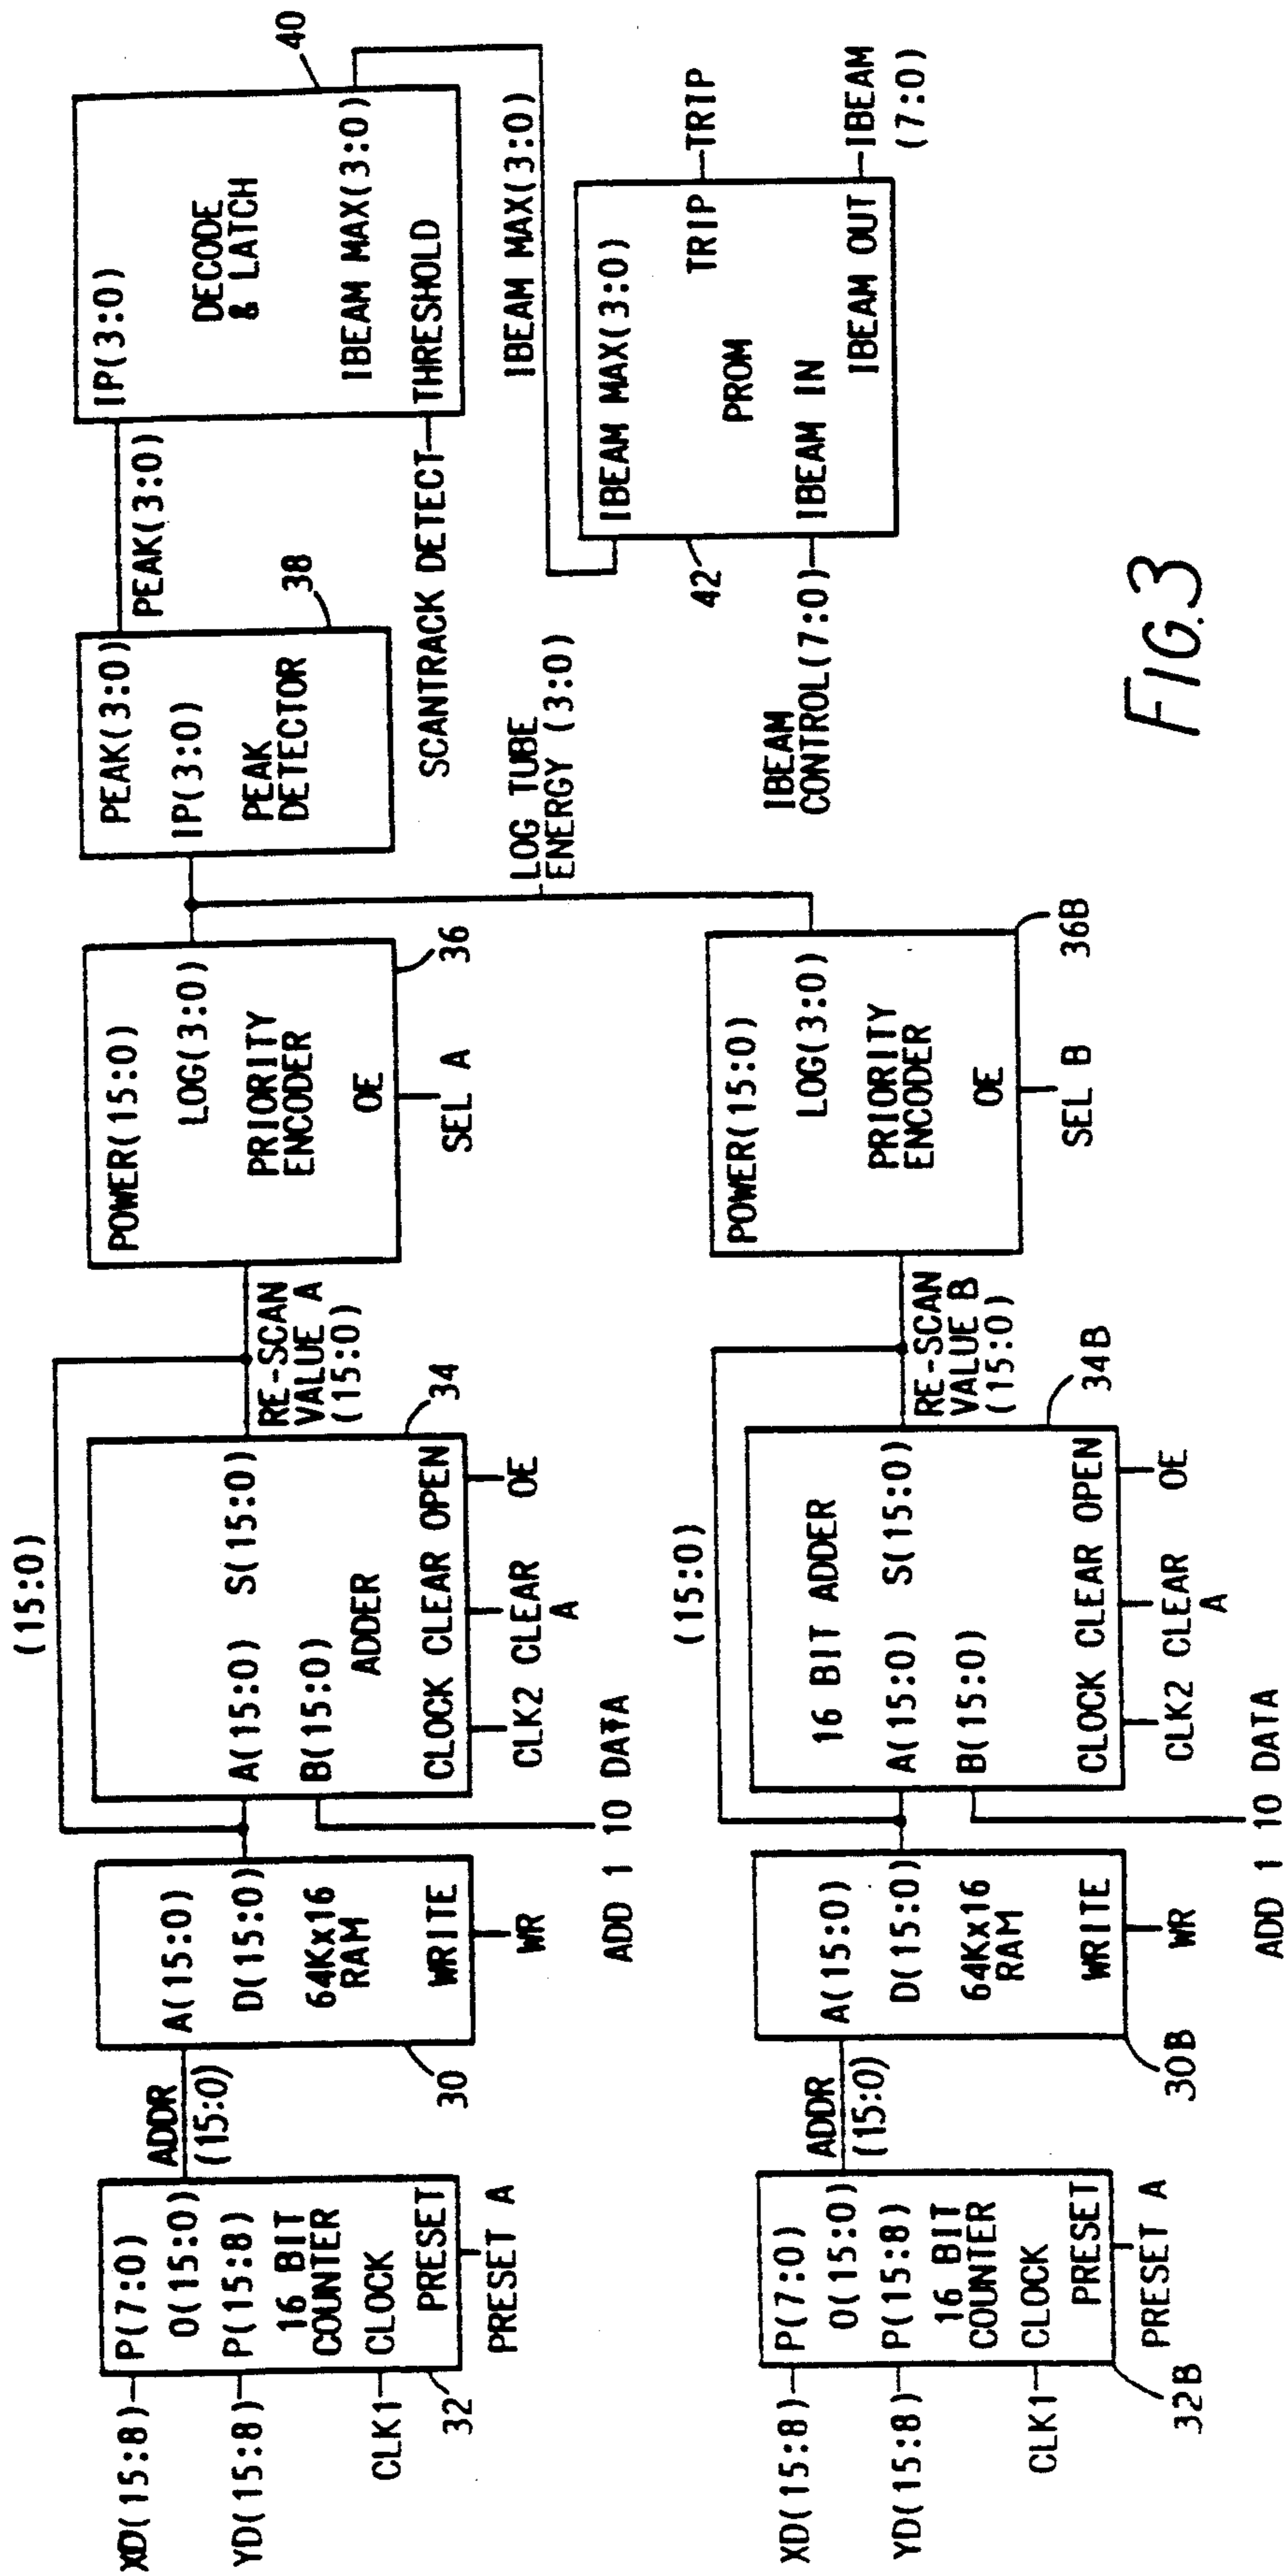 (15:0)
XD(15:8)
YD(15:8)
CLK1
P(7:0)
O(15:0)
P(15:8)
16 BIT
COUNTER
CLOCK
PRESET
PRESET A
32
ADDR
(15:0)
A(15:0)
D(15:0)
64Kx16
RAM
WRITE
WR
30
ADD 1 10 DATA
A(15:0) S(15:0)
B(15:0)
ADDER
CLOCK CLEAR OPEN
CLK2 CLEAR
A
OE
34
RE-SCAN
VALUE A
(15:0)
POWER(15:0)
LOG(3:0)
PRIORITY
ENCODER
OE
SEL A
36
PEAK(3:0)
IP(3:0)
PEAK
DETECTOR
38
PEAK(3:0)
IP(3:0)
DECODE
& LATCH
IBEAM MAX(3:0)
THRESHOLD
40
SCANTRACK DETECT
IBEAM MAX(3:0)
LOG TUBE
ENERGY (3:0)
IBEAM MAX(3:0)
TRIP
PROM
IBEAM IN
IBEAM OUT
TRIP
IBEAM
(7:0)
42
IBEAM
CONTROL(7:0)
(15:0)
XD(15:8)
YD(15:8)
CLK1
P(7:0)
O(15:0)
P(15:8)
16 BIT
COUNTER
CLOCK
PRESET
PRESET A
32B
ADDR
(15:0)
A(15:0)
D(15:0)
64Kx16
RAM
WRITE
WR
30B
ADD 1 10 DATA
16 BIT ADDER
A(15:0) S(15:0)
B(15:0)
CLOCK CLEAR OPEN
CLK2 CLEAR
A
OE
34B
RE-SCAN
VALUE B
(15:0)
POWER(15:0)
LOG(3:0)
PRIORITY
ENCODER
OE
SEL B
36B
FIG.3